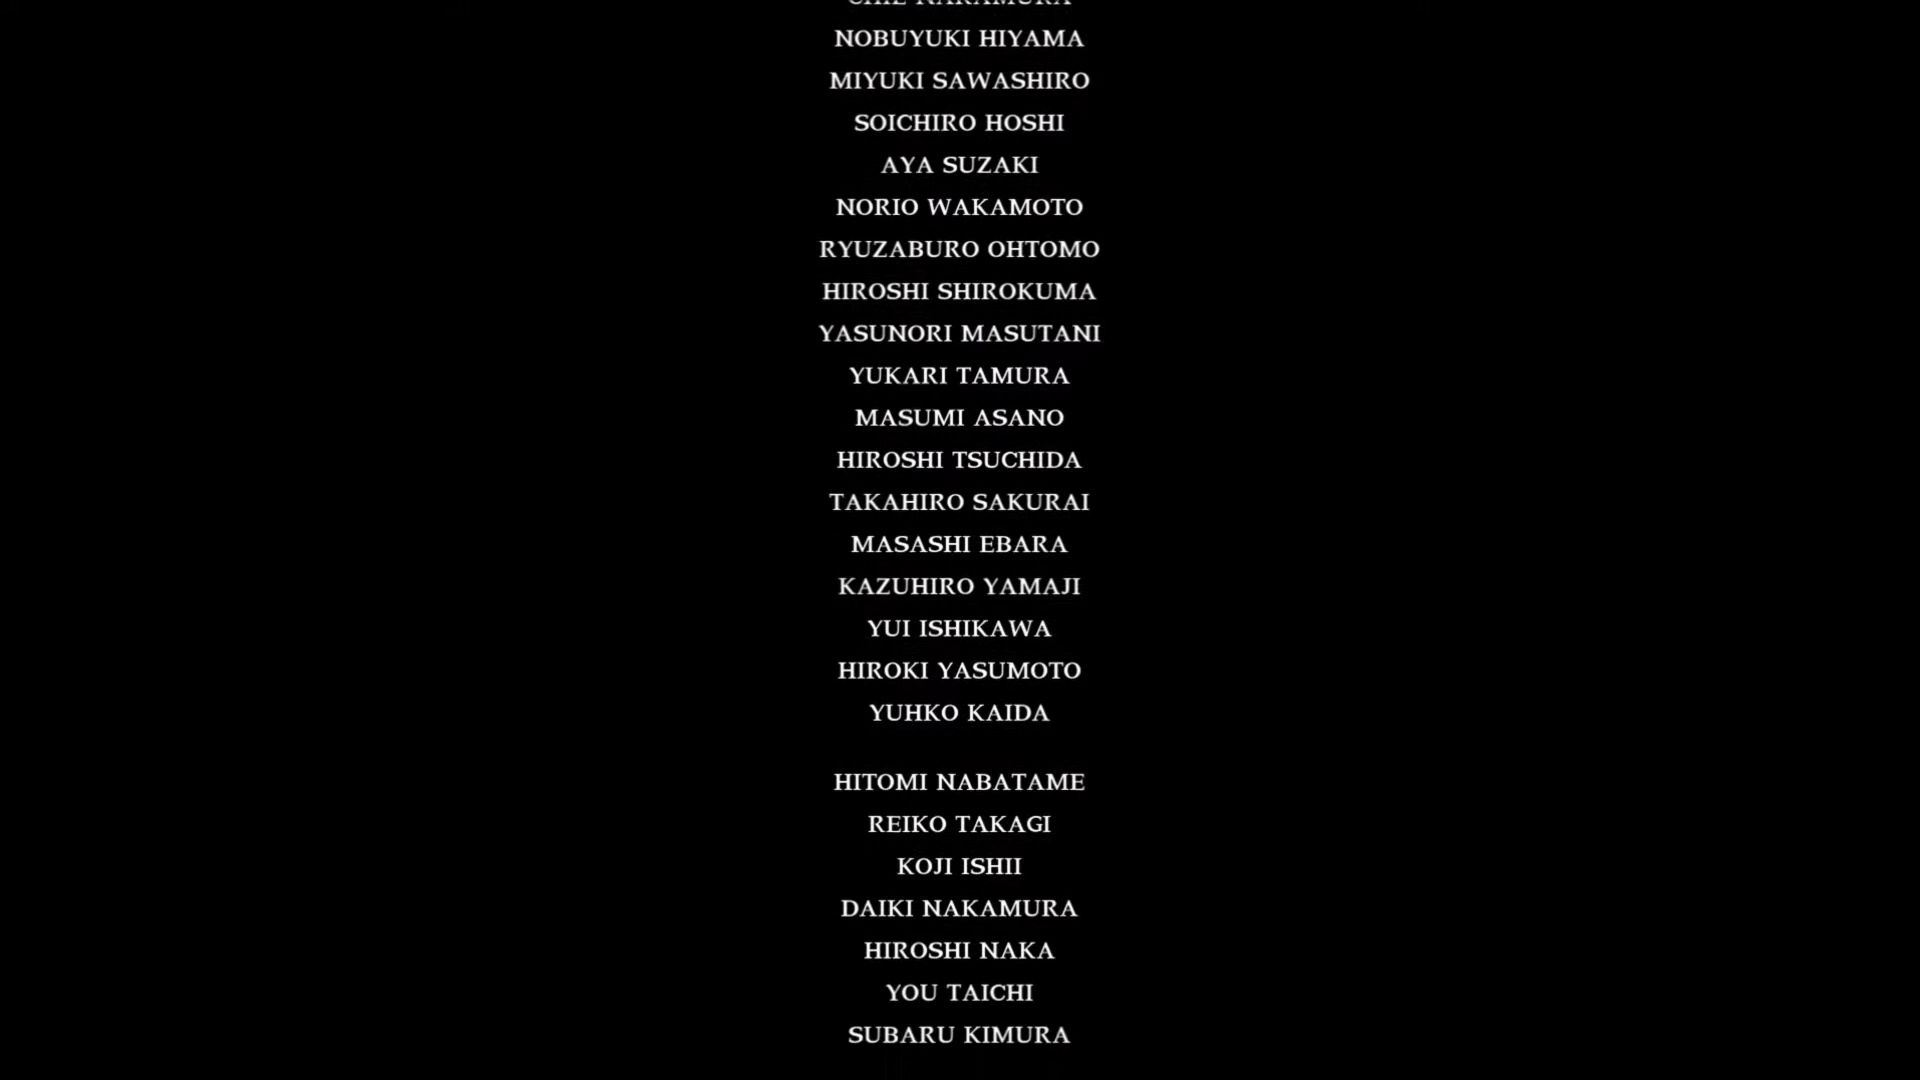 NAKAMURA
NOBUYUKI HIYAMA
MIYUKI SAWASHIRO
SOICHIRO HOSHI
AYA SUZAKI
NORIO WAKAMOTO
RYUZABURO OHTOMO
HIROSHI SHIROKUMA
YASUNORI MASUTANI
YUKARI TAMURA
MASUMI ASANO
HIROSHI TSUCHIDA
TAKAHIRO SAKURAI
MASASHI EBARA
KAZUHIRO YAMAJI
YUI ISHIKAWA
HIROKI YASUMOTO
YUHKO KAIDA
HITOMI NABATAME
REIKO TAKAGI
KOJI ISHII
DAIKI NAKAMURA
HIROSHI NAKA
YOU TAICHI
SUBARU KIMURA